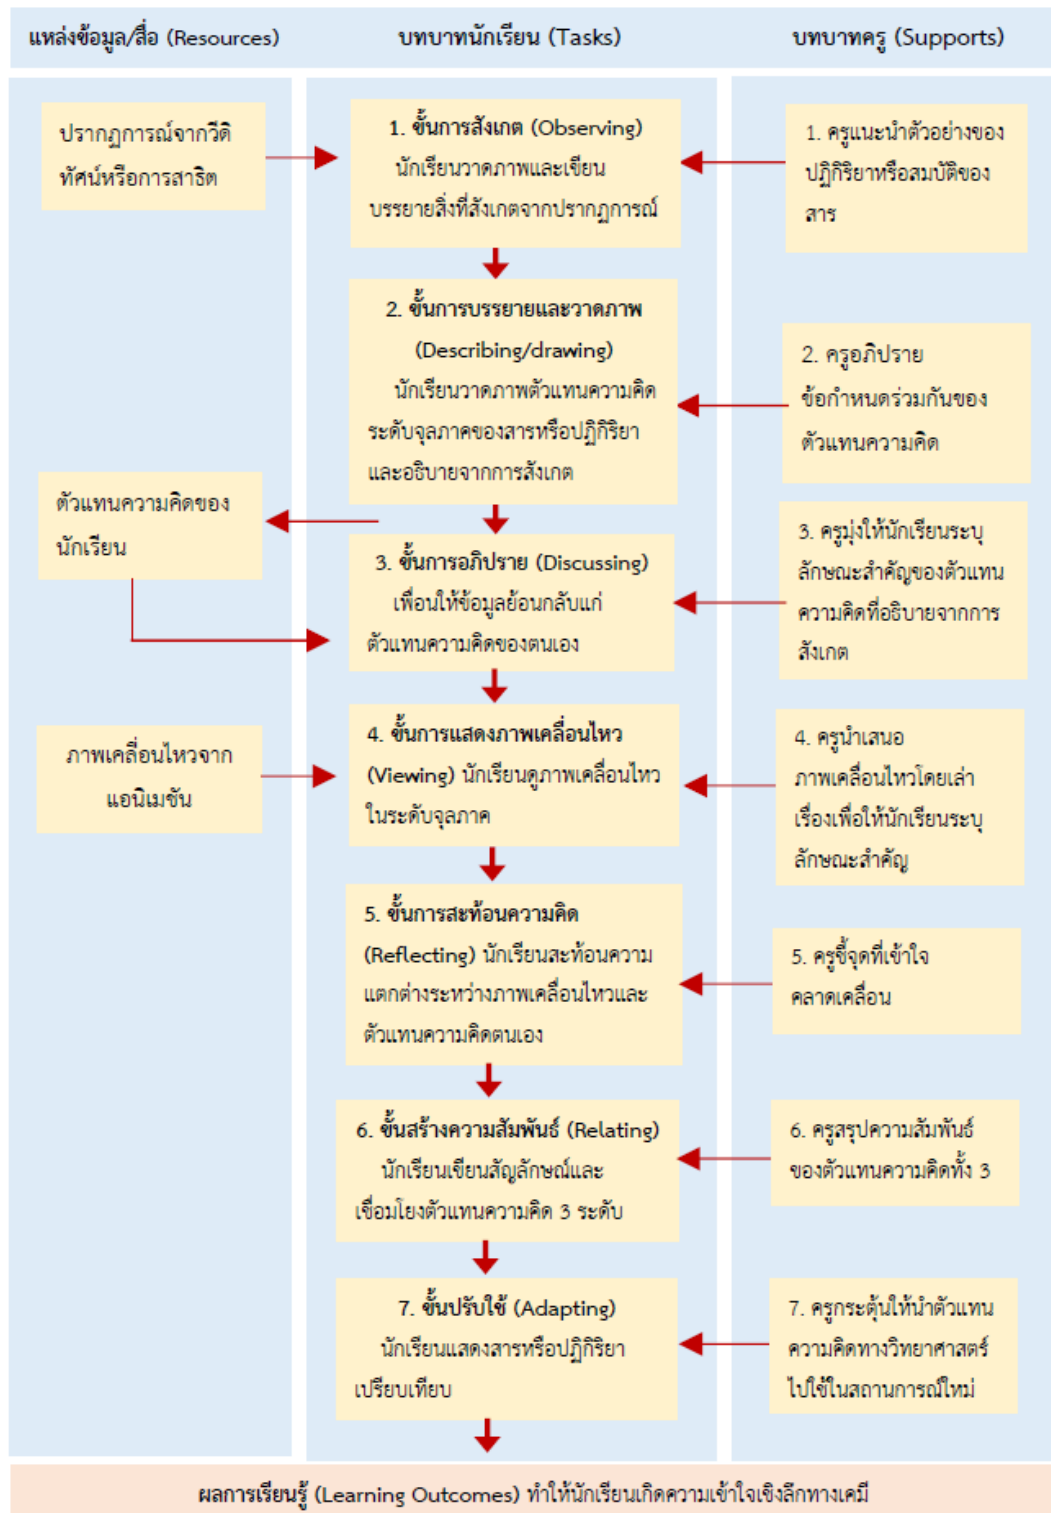 แหล่งข้อมูล/สื่อ (Resources)
บทบาทนักเรียน (Tasks)
บทบาทครู (Supports)
ปรากฏการณ์จากวีดิ
ทัศน์หรือการสาธิต
1. ขั้นการสังเกต (Observing)
นักเรียนวาดภาพและเขียน
บรรยายสิ่งที่สังเกตจากปรากฏการณ์
1. ครูแนะนำตัวอย่างของ
ปฏิกิริยาหรือสมบัติของ
สาร
2. ขั้นการบรรยายและวาดภาพ
(Describing/drawing)
นักเรียนวาดภาพตัวแทนความคิด
ระดับจุลภาคของสารหรือปฏิกิริยา
และอธิบายจากการสังเกต
2. ครูอภิปราย
ข้อกำหนดร่วมกันของ
ตัวแทนความคิด
ตัวแทนความคิดของ
นักเรียน
3. ขั้นการอภิปราย (Discussing)
เพื่อนให้ข้อมูลย้อนกลับแก่
ตัวแทนความคิดของตนเอง
3. ครูมุ่งให้นักเรียนระบุ
ลักษณะสำคัญของตัวแทน
ความคิดที่อธิบายจากการ
สังเกต
ภาพเคลื่อนไหวจาก
แอนิเมชัน
4. ขั้นการแสดงภาพเคลื่อนไหว
(Viewing) นักเรียนดูภาพเคลื่อนไหว
ในระดับจุลภาค
4. ครูนำเสนอ
ภาพเคลื่อนไหวโดยเล่า
เรื่องเพื่อให้นักเรียนระบุ
ลักษณะสำคัญ
5. ขั้นการสะท้อนความคิด
(Reflecting) นักเรียนสะท้อนความ
แตกต่างระหว่างภาพเคลื่อนไหวและ
ตัวแทนความคิดตนเอง
5. ครูชี้จุดที่เข้าใจ
คลาดเคลื่อน
6. ขั้นสร้างความสัมพันธ์ (Relating)
นักเรียนเขียนสัญลักษณ์และ
เชื่อมโยงตัวแทนความคิด 3 ระดับ
6. ครูสรุปความสัมพันธ์
ของตัวแทนความคิดทั้ง 3
7. ขั้นปรับใช้ (Adapting)
นักเรียนแสดงสารหรือปฏิกิริยา
เปรียบเทียบ
7. ครูกระตุ้นให้นำตัวแทน
ความคิดทางวิทยาศาสตร์
ไปใช้ในสถานการณ์ใหม่
ผลการเรียนรู้ (Learning Outcomes) ทำให้นักเรียนเกิดความเข้าใจเชิงลึกทางเคมี